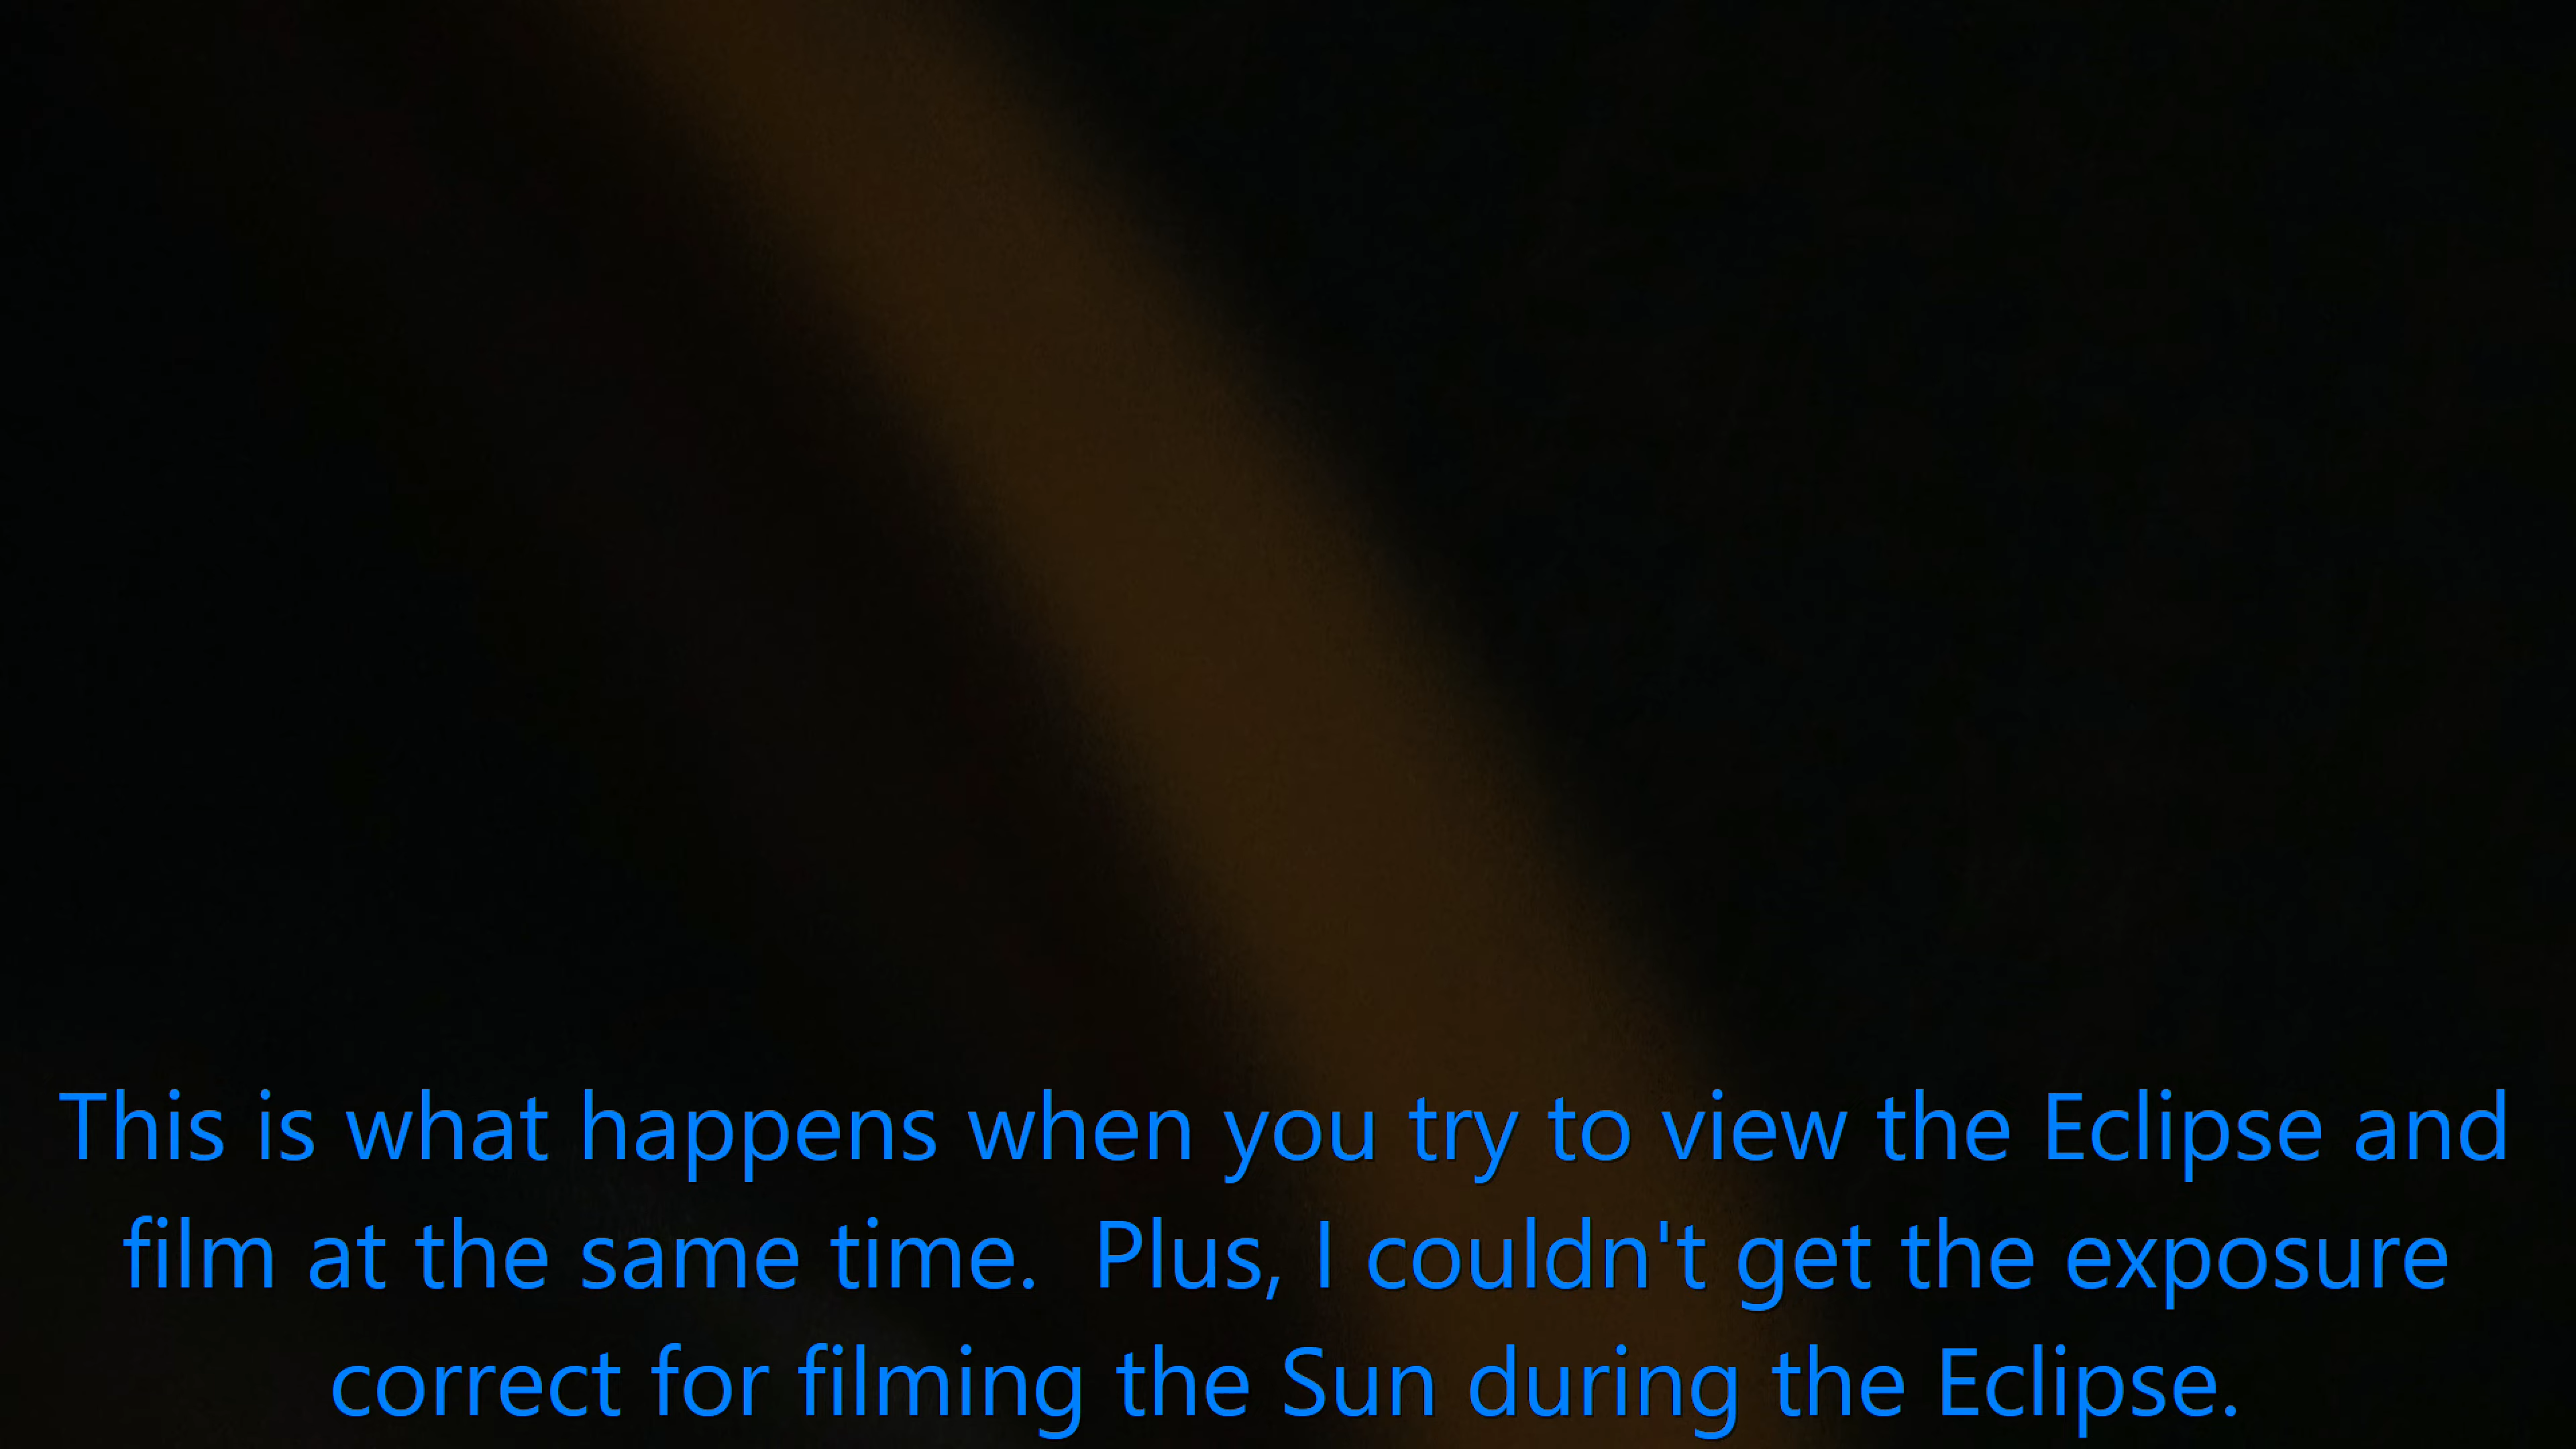 This is what happens when you try to view the Eclipse and
film at the same time.  Plus, I couldn't get the exposure
correct for filming the Sun during the Eclipse.